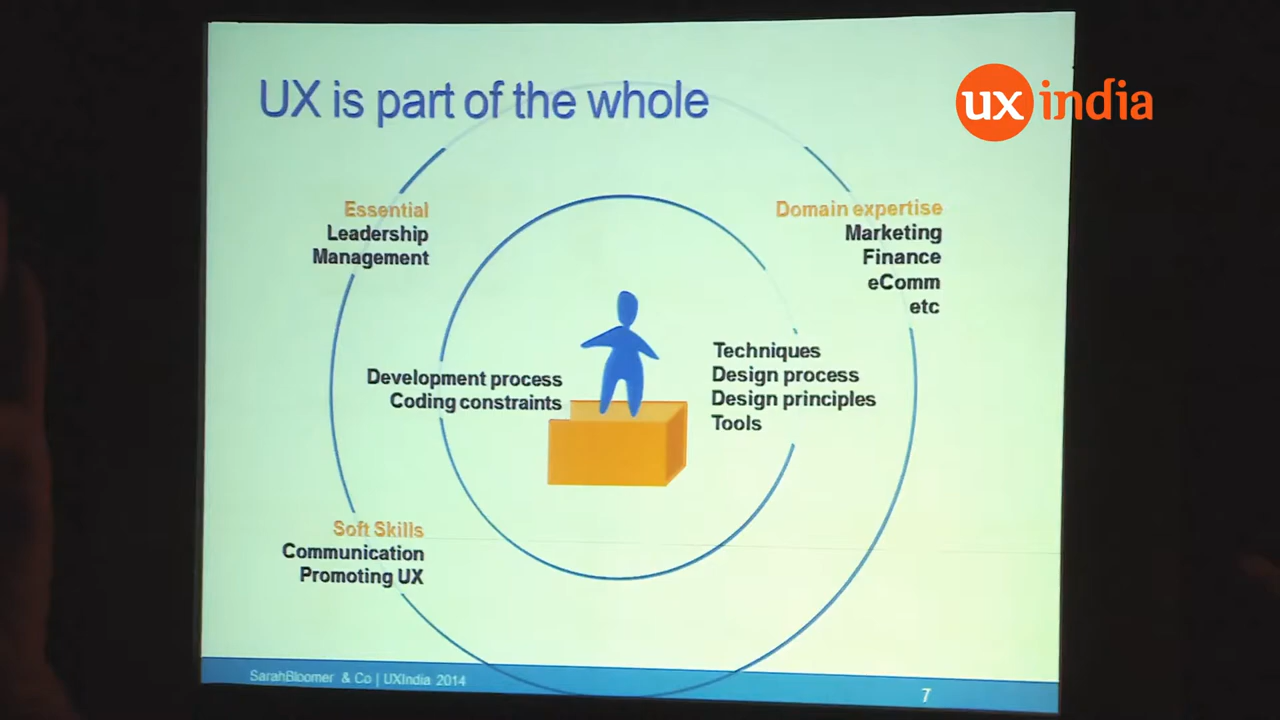 UX is part of the whole
ux india
Essential
Leadership
Management
Domain expertise
Marketing
Finance
eComm
etc
Development process
Coding constraints
Techniques
Design process
Design principles
Tools
Soft Skills
Communication
Promoting UX
SarahBloomer & Co | UXIndia 2014
7